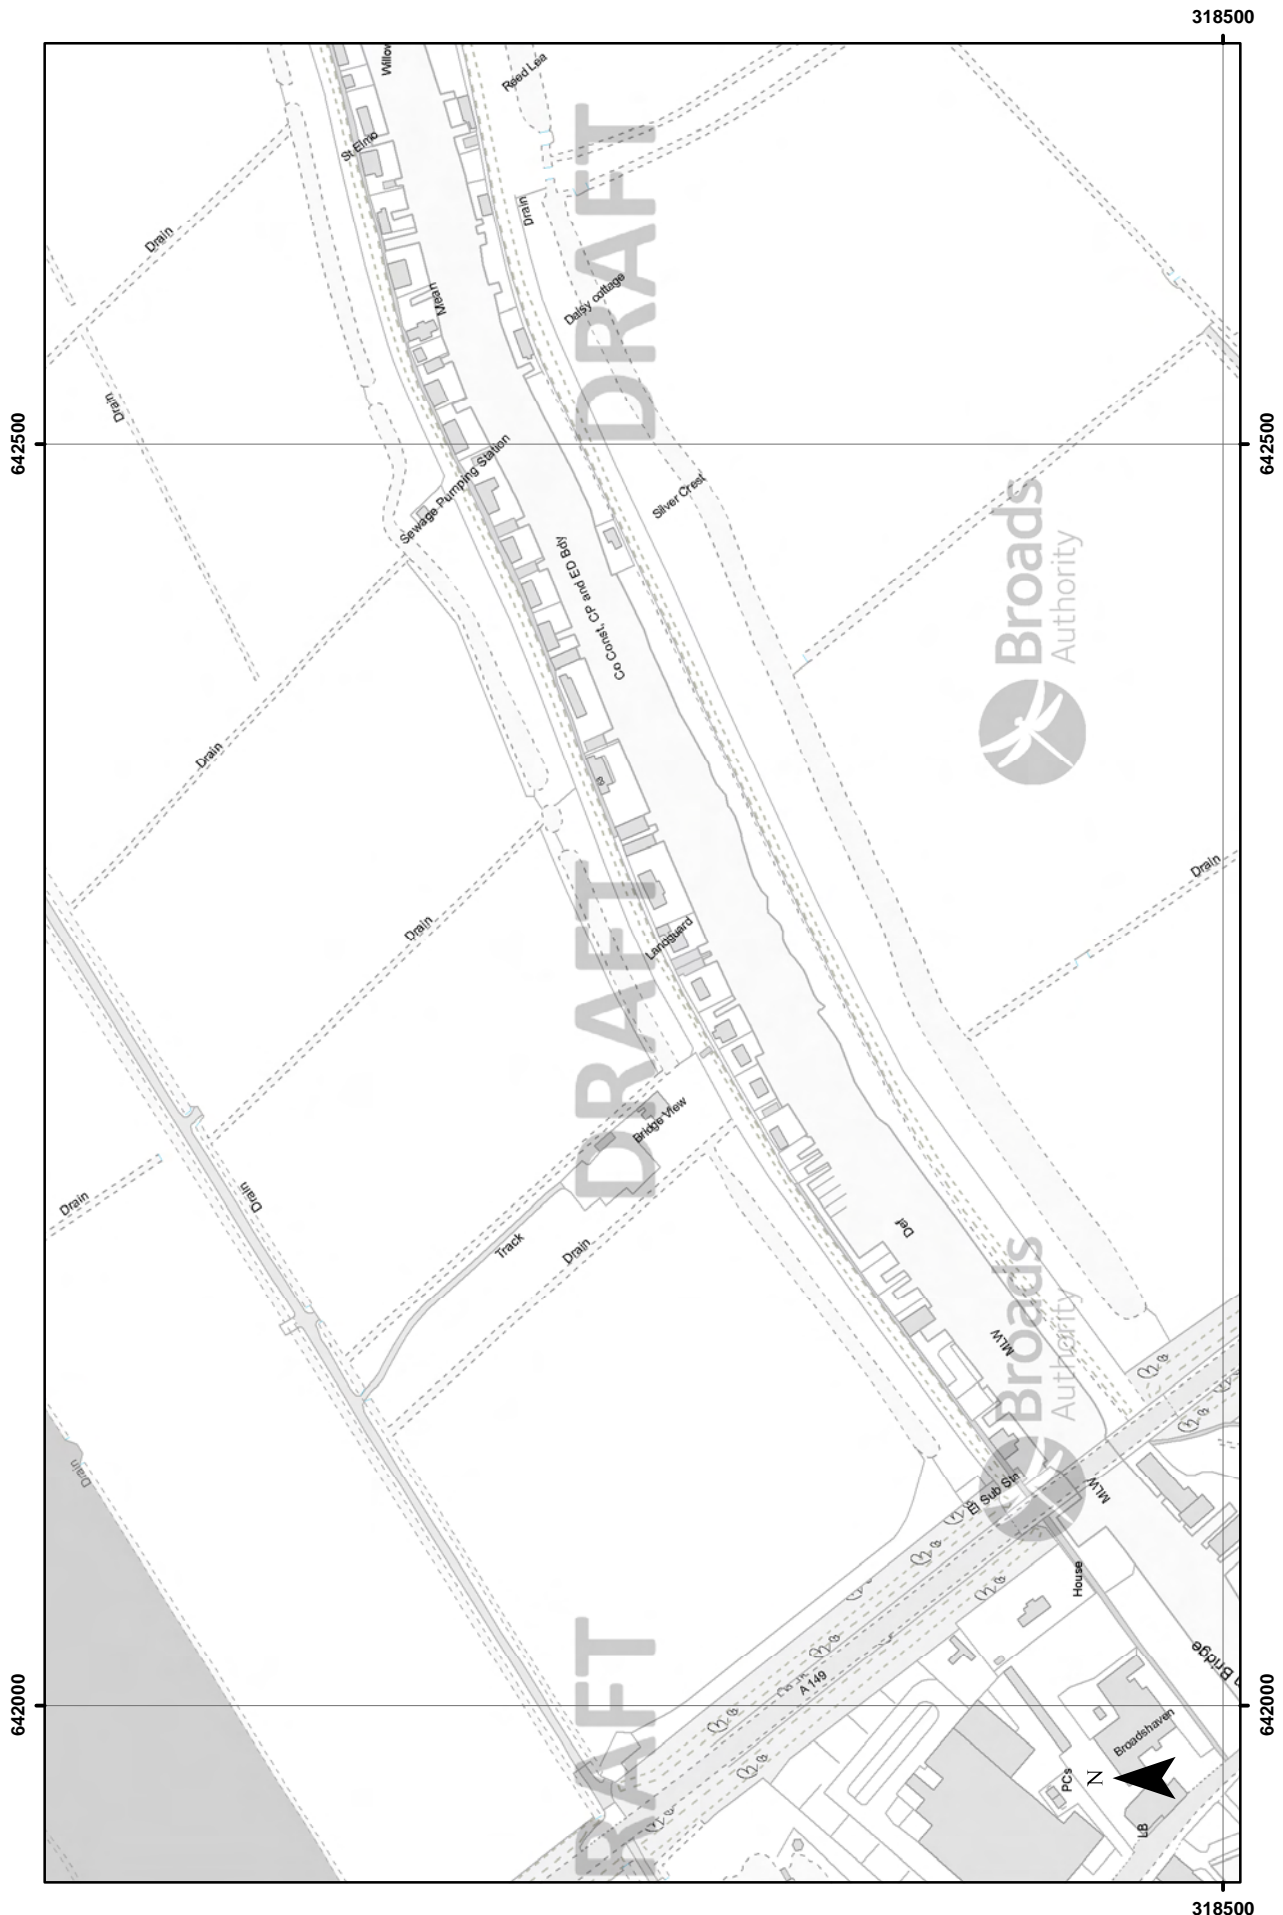 318500
Willow
Reed Lea
St Elmo
Drain
Drain
Mean
Daisy cottage
DRAFT
Drain
642500
642500
Sewage Pumping Station
Silver Crest
Broads
Authority
Co Const, CP and ED Bdy
Drain
63
Drain
Drain
Landguard
DRAFT
Bridge View
Drain
Drain
Track
Drain
Def
Broads
Authority
MLW
Drain
El Sub Sta
MLW
House
Bridge
A 149
642000
642000
Broadshaven
PCs
N
LB
RAFT
318500